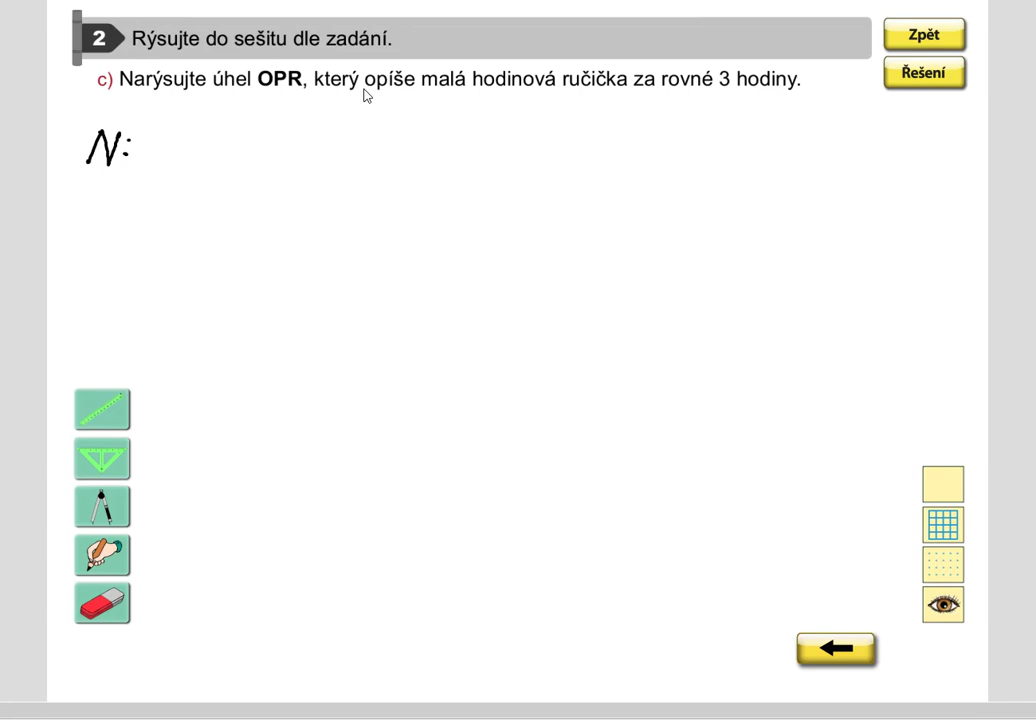 2 Rýsujte do sešitu dle zadání.
Zpět
Řešení
c) Narýsujte úhel OPR, který opíše malá hodinová ručička za rovné 3 hodiny.
N: